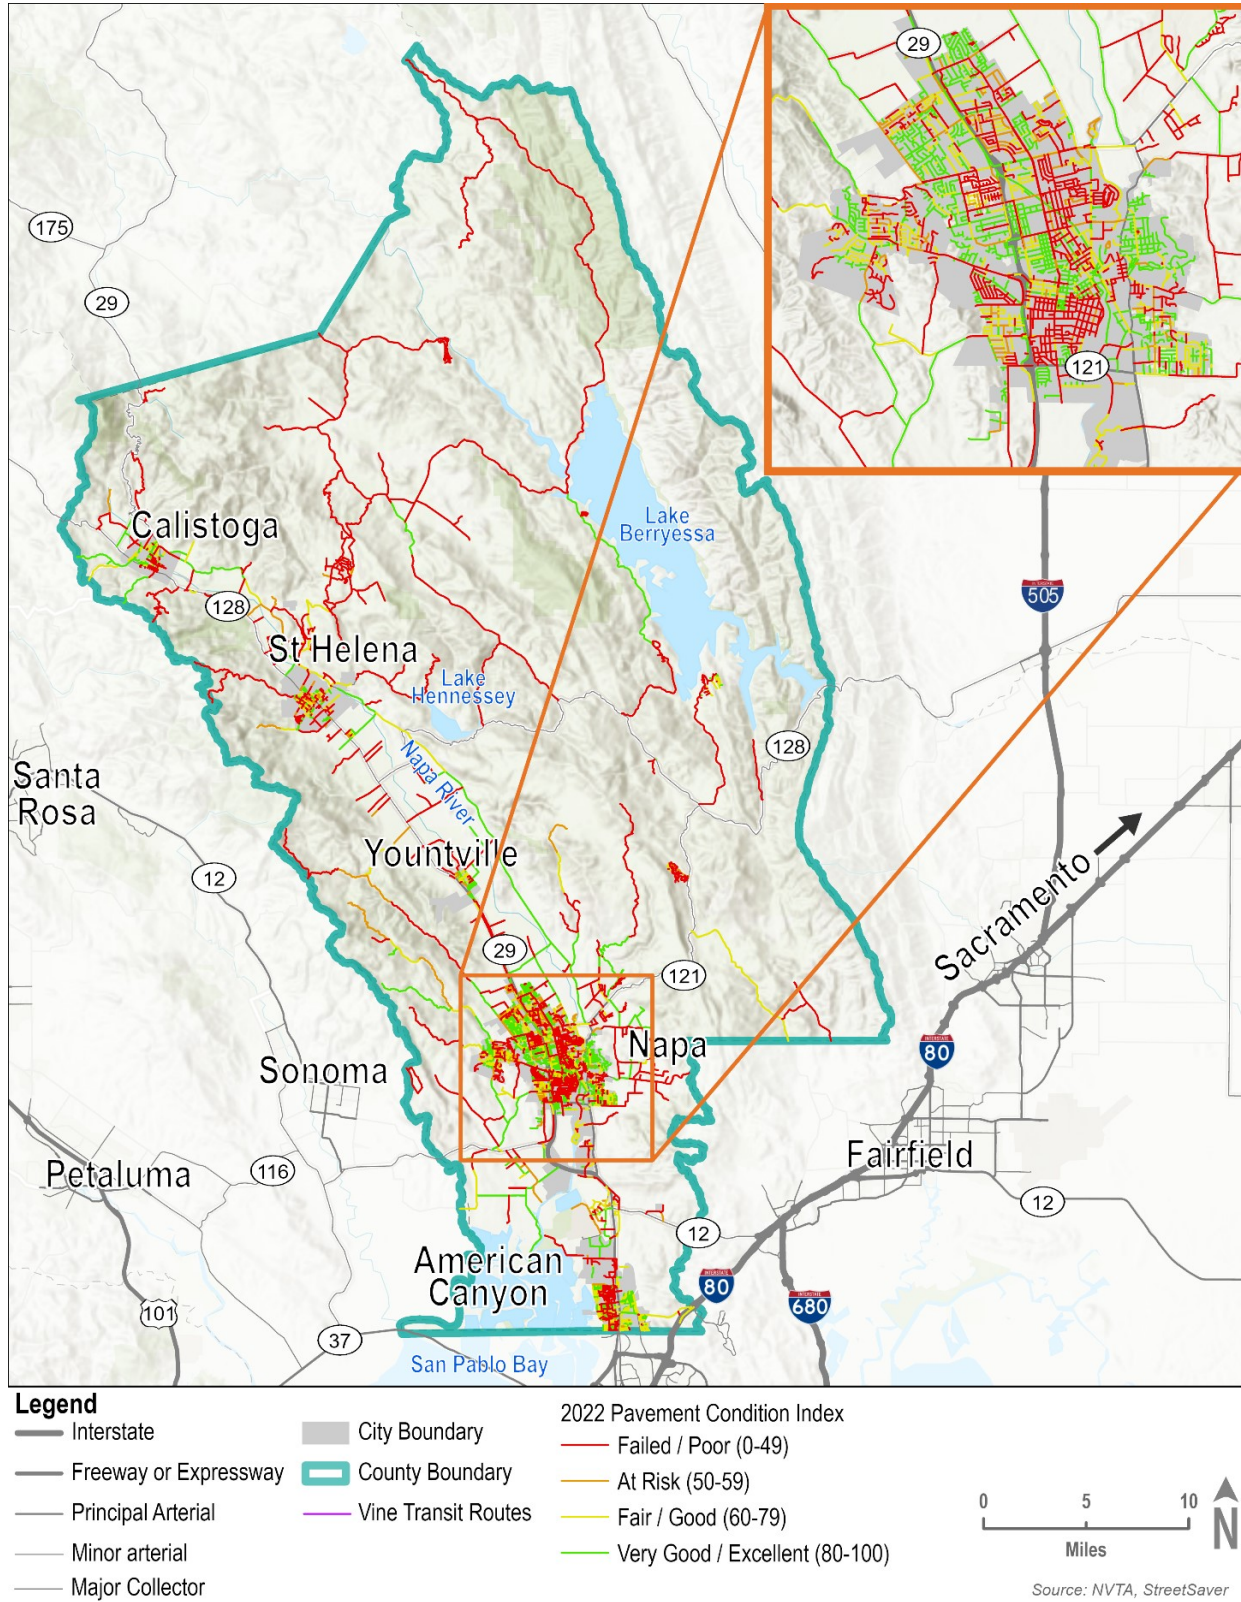 29
121
175
29
Calistoga
128
St Helena
Lake
Hennessey
Lake
Berryessa
505
128
Napa River
Santa
Rosa
Yountville
12
29
121
Sacramento
Napa
80
Sonoma
Fairfield
Petaluma
116
12
12
American
Canyon
80
680
101
37
San Pablo Bay
Legend
Interstate
Freeway or Expressway
Principal Arterial
Minor arterial
Major Collector
City Boundary
County Boundary
Vine Transit Routes
2022 Pavement Condition Index
Failed / Poor (0-49)
At Risk (50-59)
Fair / Good (60-79)
Very Good / Excellent (80-100)
0 5 10
Miles
N
Source: NVTA, StreetSaver